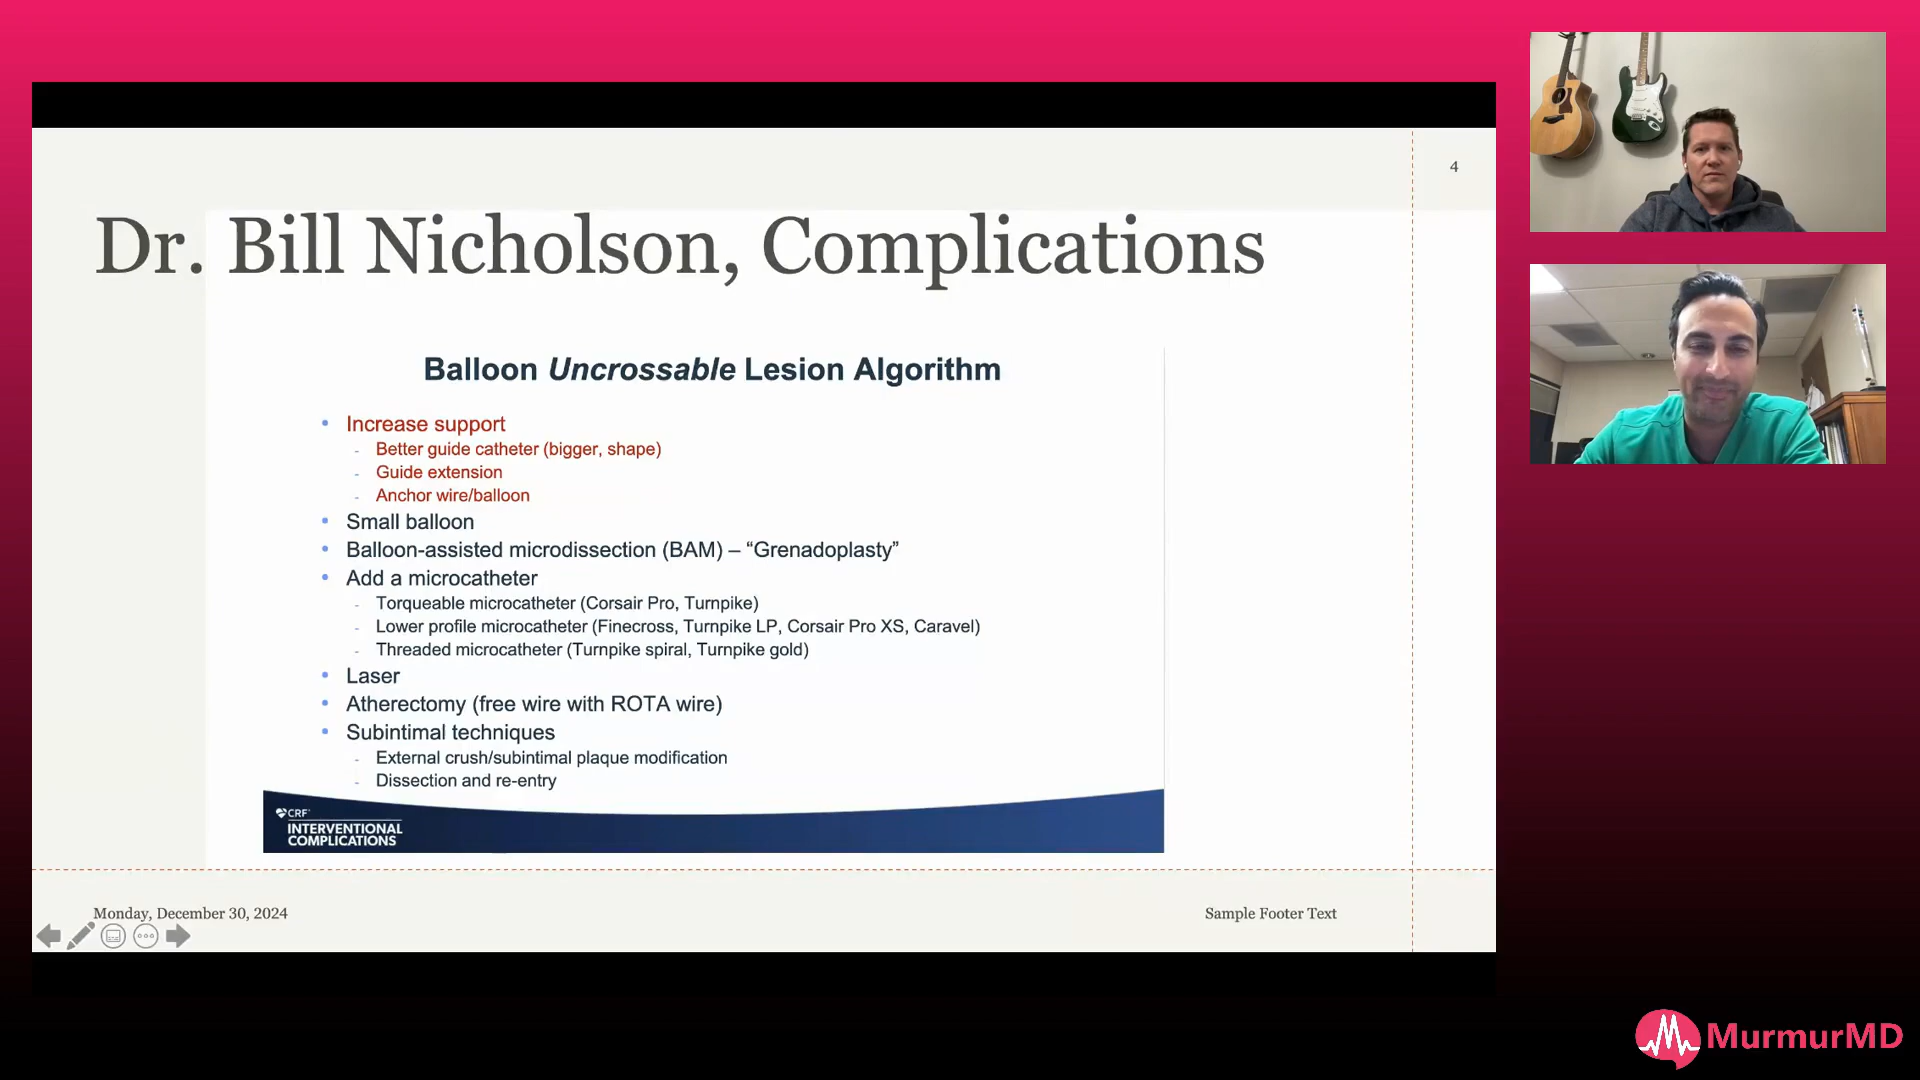 4
Dr. Bill Nicholson, Complications
Balloon Uncrossable Lesion Algorithm
• Increase support
- Better guide catheter (bigger, shape)
- Guide extension
- Anchor wire/balloon
• Small balloon
• Balloon-assisted microdissection (BAM) – “Grenadoplasty”
• Add a microcatheter
- Torqueable microcatheter (Corsair Pro, Turnpike)
- Lower profile microcatheter (Finecross, Turnpike LP, Corsair Pro XS, Caravel)
- Threaded microcatheter (Turnpike spiral, Turnpike gold)
• Laser
• Atherectomy (free wire with ROTA wire)
• Subintimal techniques
- External crush/subintimal plaque modification
- Dissection and re-entry
CRF
INTERVENTIONAL
COMPLICATIONS
Monday, December 30, 2024
Sample Footer Text
MurmurMD